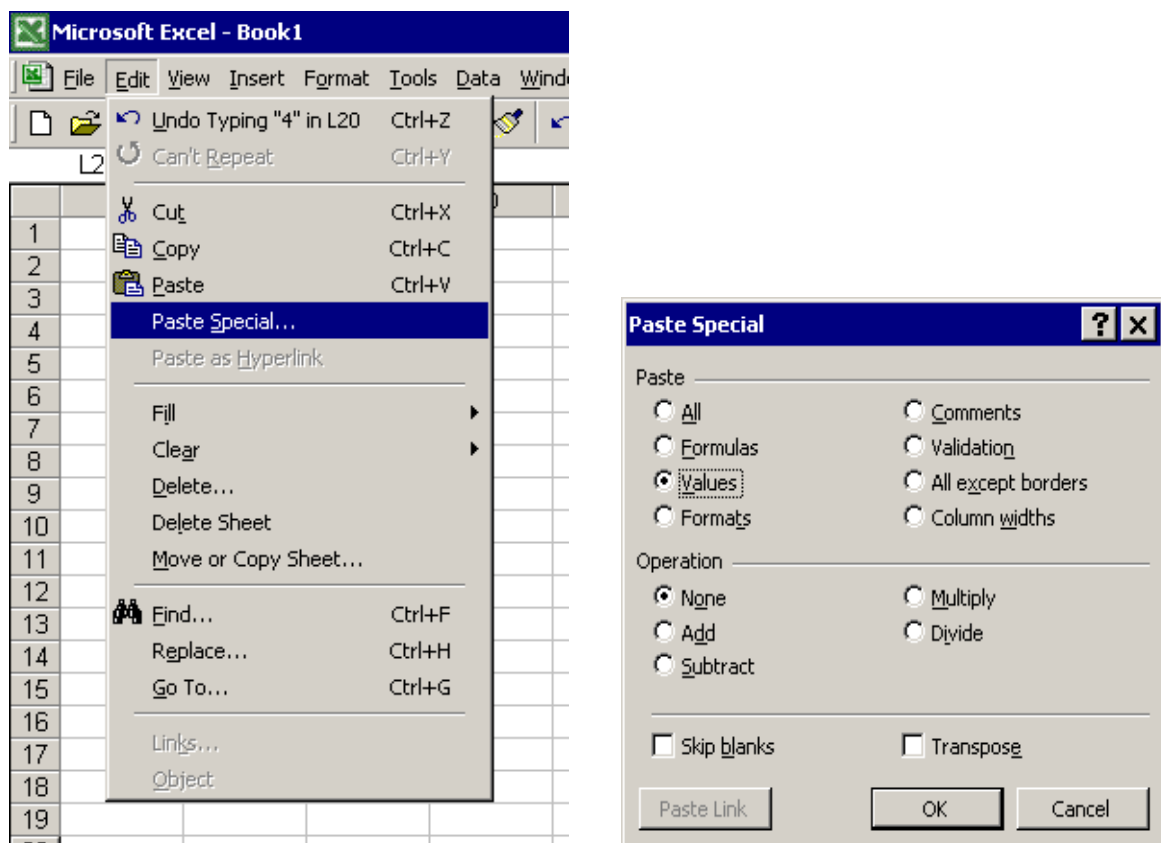 Microsoft Excel - Book1
File Edit View Insert Format Tools Data
Undo Typing "4" in L20 Ctrl+Z
Can't Repeat Ctrl+Y
Cut Ctrl+X
Copy Ctrl+C
Paste Ctrl+V
Paste Special...
Paste as Hyperlink
Fill
Clear
Delete...
Delete Sheet
Move or Copy Sheet...
Find... Ctrl+F
Replace... Ctrl+H
Go To... Ctrl+G
Links...
Object
1
2
3
4
5
6
7
8
9
10
11
12
13
14
15
16
17
18
19
Paste Special ?
Paste
All Comments
Formulas Validation
Values All except borders
Formats Column widths
Operation
None Multiply
Add Divide
Subtract
Skip blanks Transpose
Paste Link OK Cancel